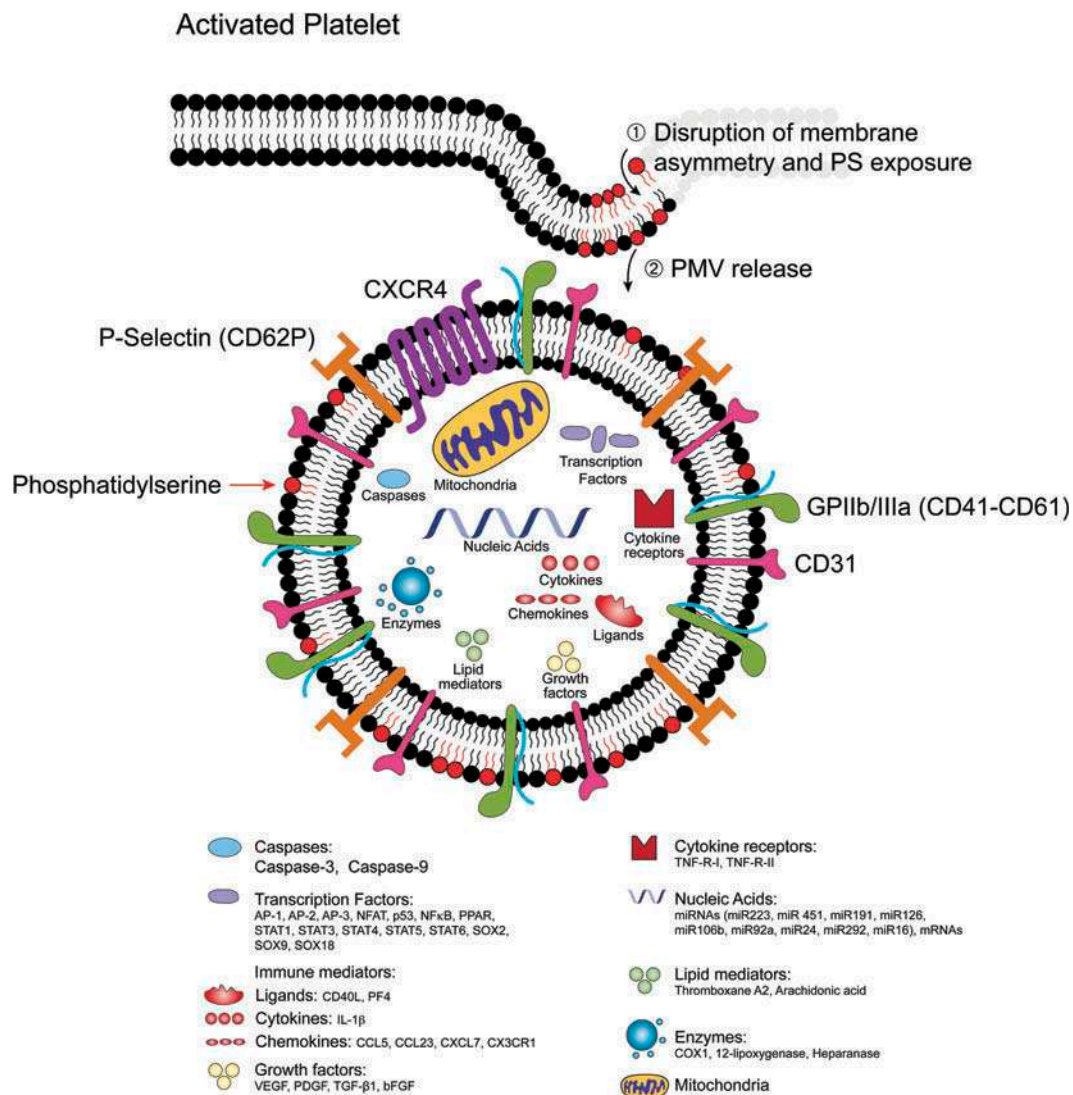 Activated Platelet
① Disruption of membrane
asymmetry and PS exposure
② PMV release
CXCR4
P-Selectin (CD62P)
Phosphatidylserine
GPIIb/IIIa (CD41-CD61)
CD31
Mitochondria
Transcription
Factors
Caspases
Nucleic Acids
Cytokine
receptors
Cytokines
Chemokines
Ligands
Enzymes
Lipid
mediators
Growth
factors
Caspases:
Caspase-3, Caspase-9
Transcription Factors:
AP-1, AP-2, AP-3, NFAT, p53, NFκB, PPAR,
STAT1, STAT3, STAT4, STAT5, STAT6, SOX2,
SOX9, SOX18
Immune mediators:
Ligands: CD40L, PF4
Cytokines: IL-1β
Chemokines: CCL5, CCL23, CXCL7, CX3CR1
Growth factors:
VEGF, PDGF, TGF-β1, bFGF
Cytokine receptors:
TNF-R-I, TNF-R-II
Nucleic Acids:
miRNAs (miR223, miR 451, miR191, miR126,
miR106b, miR92a, miR24, miR292, miR16), mRNAs
Lipid mediators:
Thromboxane A2, Arachidonic acid
Enzymes:
COX1, 12-lipoxygenase, Heparanase
Mitochondria